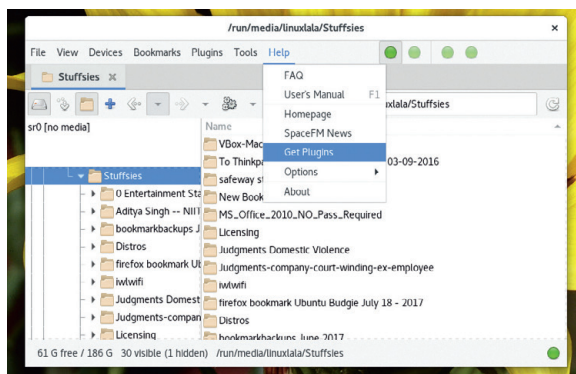 /run/media/linuxlala/Stuffsies
File View Devices Bookmarks Plugins Tools Help
Stuffsies
FAQ
User's Manual F1
Homepage
SpaceFM News
Get Plugins
Options
About
xlala/Stuffsies
sr0 [no media]
Stuffsies
0 Entertainment Sta
Aditya Singh -- NIIT
bookmarkbackups J
Distros
firefox bookmark Ub
iwlwifi
Judgments Domest
Judgments-compan
Licensing
Name
VBox-Mac
To Thinkpa 03-09-2016
safeway st
New Book
MS_Office_2010_NO_Pass_Required
Licensing
Judgments Domestic Violence
Judgments-company-court-winding-ex-employee
iwlwifi
firefox bookmark Ubuntu Budgie July 18 - 2017
Distros
bookmarkbackups June 2017
61 G free / 186 G 30 visible (1 hidden) /run/media/linuxlala/Stuffsies